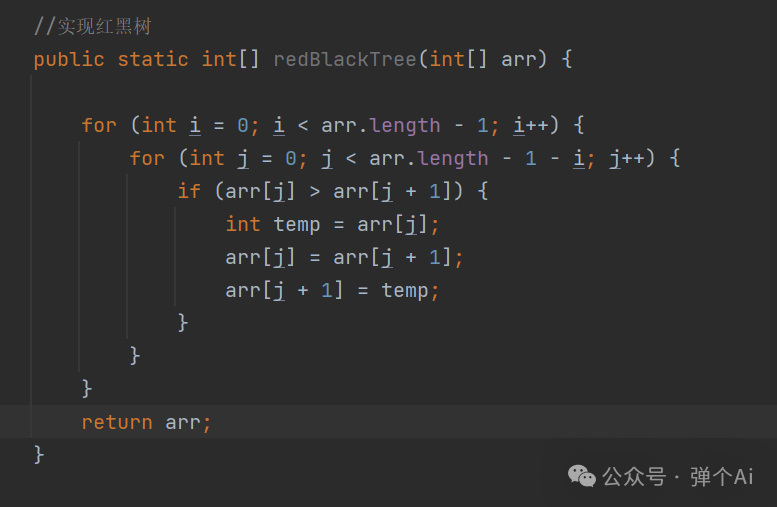 //实现红黑树
public static int[] redBlackTree(int[] arr) {
for (int i = 0; i < arr.length - 1; i++) {
for (int j = 0; j < arr.length - 1 - i; j++) {
if (arr[j] > arr[j + 1]) {
int temp = arr[j];
arr[j] = arr[j + 1];
arr[j + 1] = temp;
}
}
}
return arr;
}
公众号 · 弹个Ai